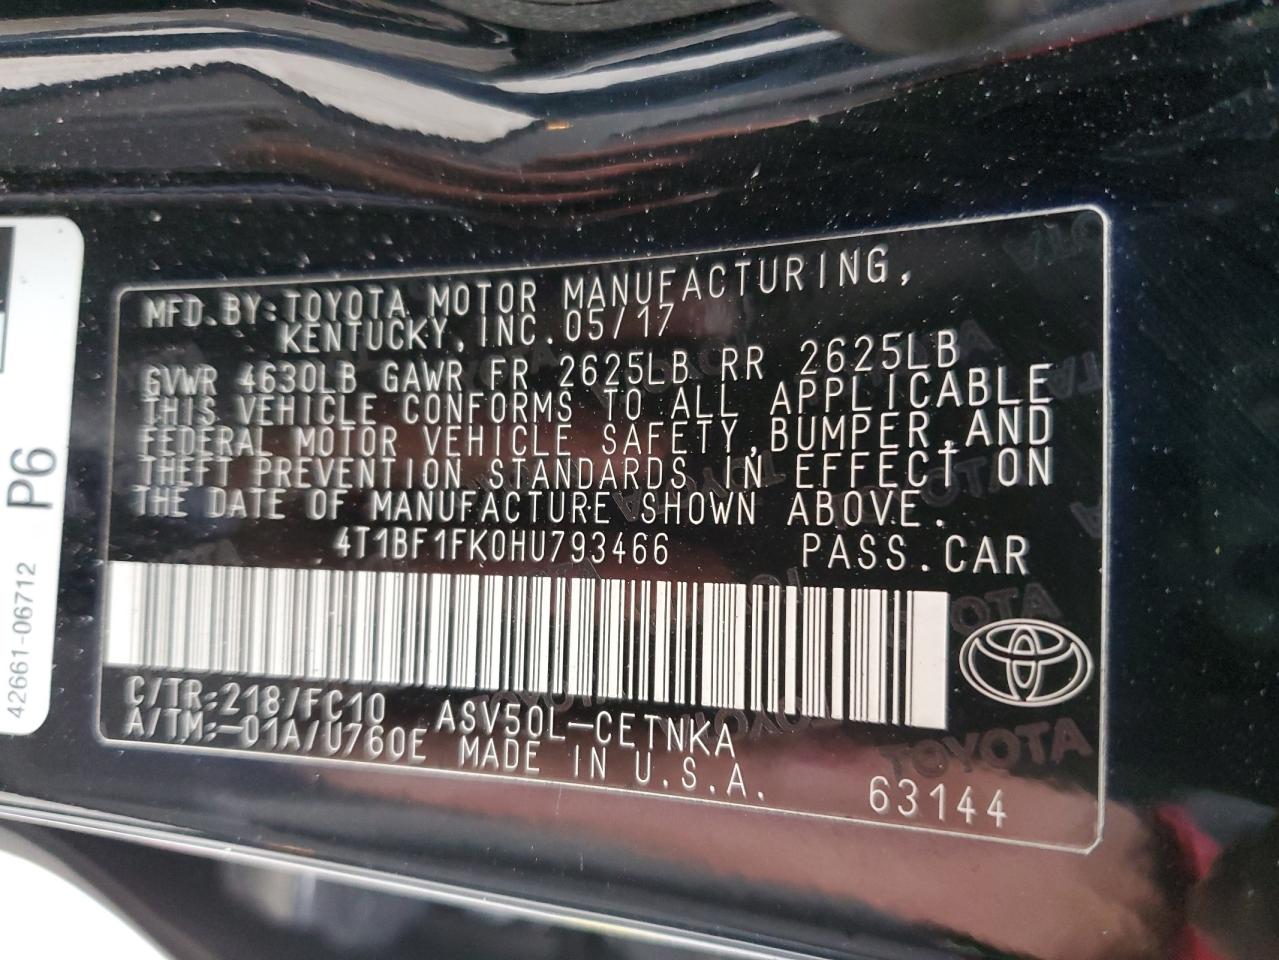 MFD.BY:TOYOTA MOTOR MANUFACTURING,
KENTUCKY,INC.05/17
GVWR 4630LB GAWR FR 2625LB RR 2625LB
THIS VEHICLE CONFORMS TO ALL APPLICABLE
FEDERAL MOTOR VEHICLE SAFETY,BUMPER,AND
THEFT PREVENTION STANDARDS IN EFFECT ON
THE DATE OF MANUFACTURE SHOWN ABOVE.
4T1BF1FK0HU793466 PASS.CAR
C/TR:218/FC10 ASV50L-CETNKA
A/TM:-01A/U760E MADE IN U.S.A.
63144
P6
42661-06712
TOYOTA